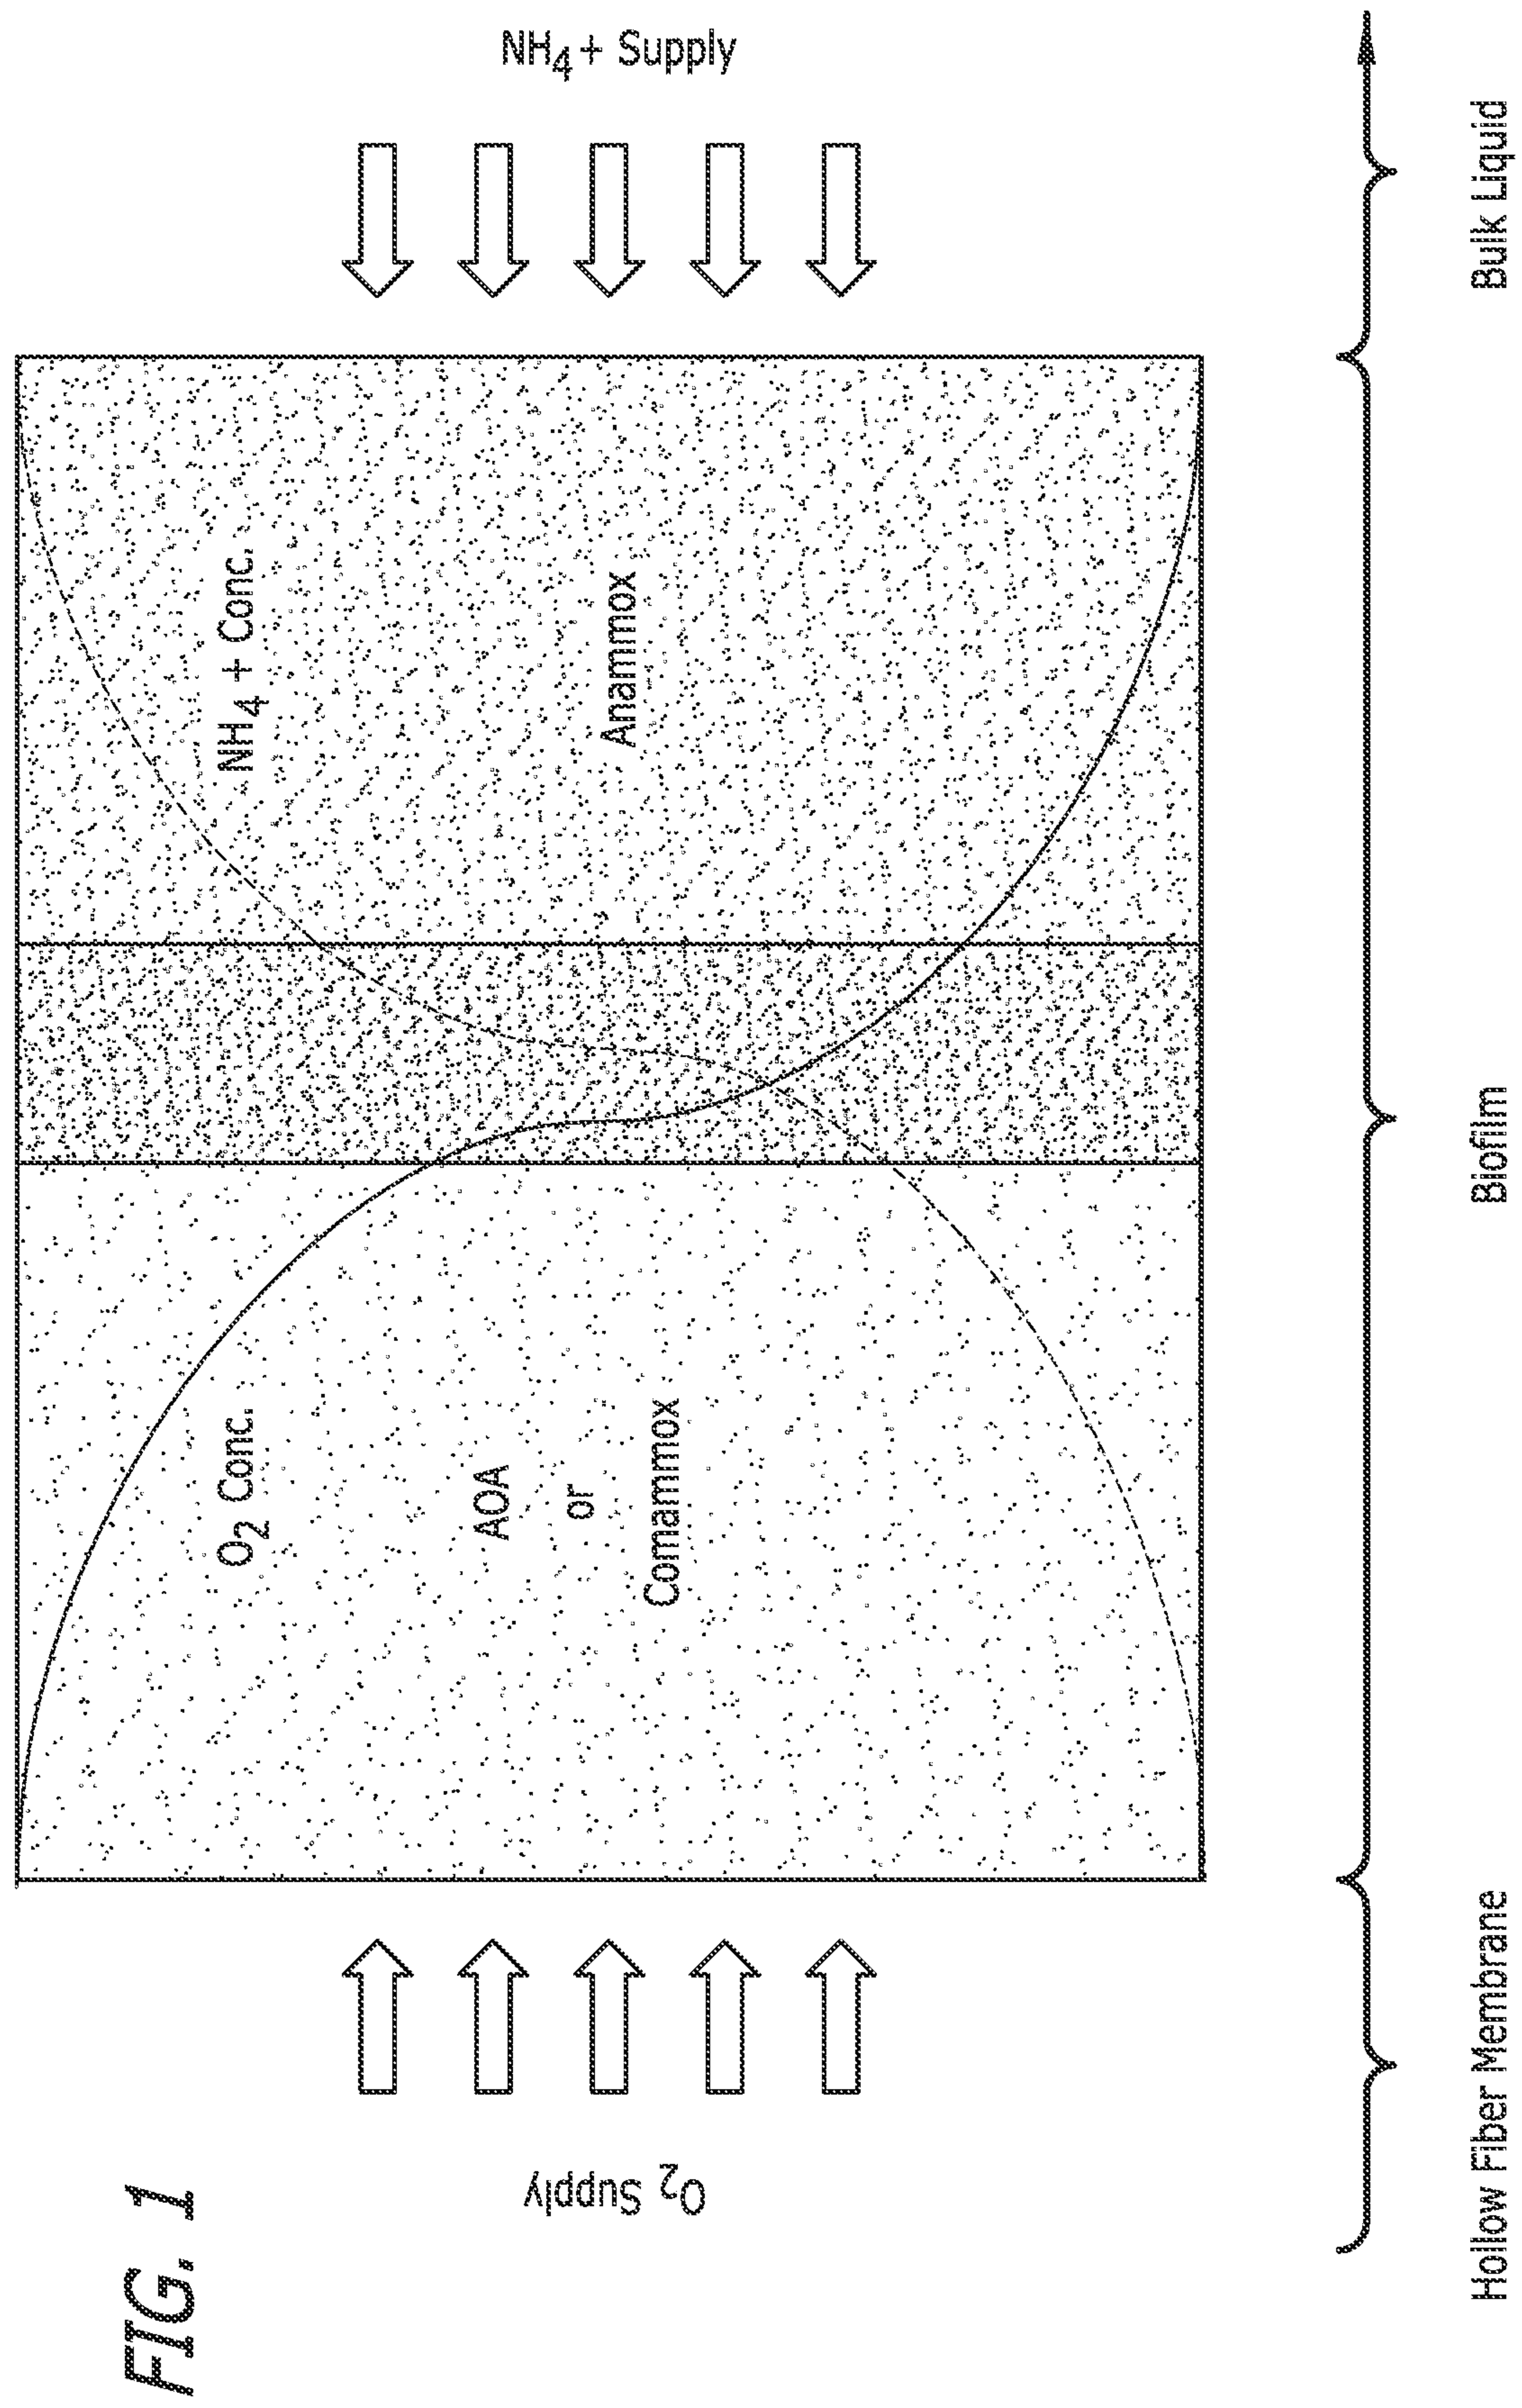 FIG. 1
O2 Supply
NH4+ Supply
O2 Conc.
NH4 + Conc.
AOA
or
Comammox
Anammox
Hollow Fiber Membrane
Biofilm
Bulk Liquid